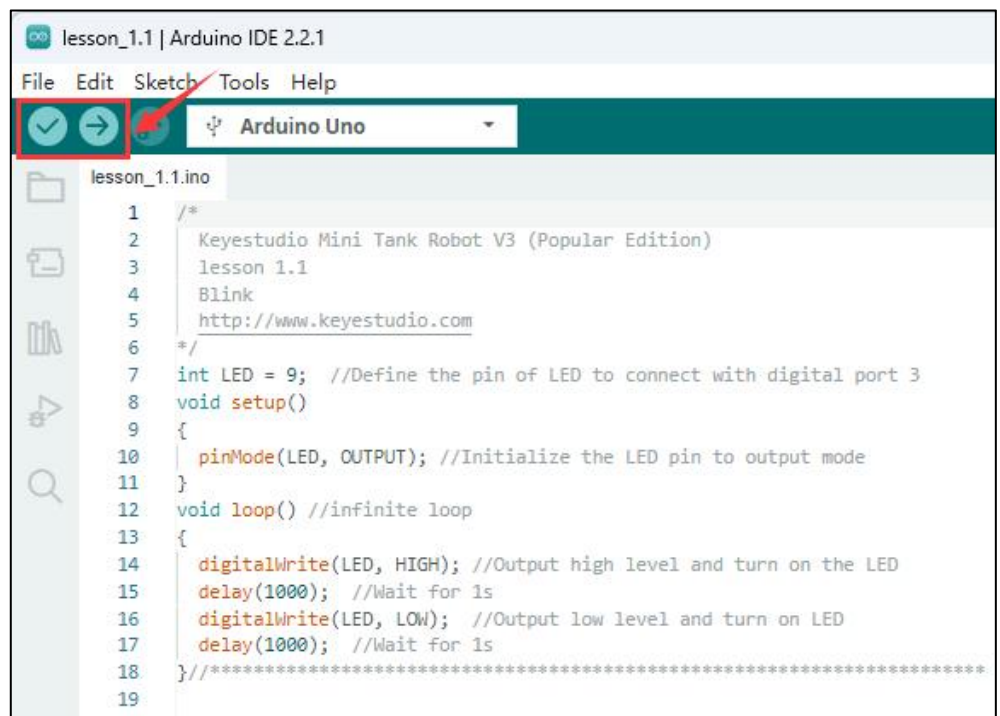 lesson_1.1 | Arduino IDE 2.2.1
File Edit Sketch Tools Help
Arduino Uno
lesson_1.1.ino
1 /*
2 Keyestudio Mini Tank Robot V3 (Popular Edition)
3 lesson 1.1
4 Blink
5 http://www.keyestudio.com
6 */
7 int LED = 9; //Define the pin of LED to connect with digital port 3
8 void setup()
9 {
10 pinMode(LED, OUTPUT); //Initialize the LED pin to output mode
11 }
12 void loop() //infinite loop
13 {
14 digitalWrite(LED, HIGH); //Output high level and turn on the LED
15 delay(1000); //Wait for 1s
16 digitalWrite(LED, LOW); //Output low level and turn on LED
17 delay(1000); //Wait for 1s
18 }//***********************************************************************
19